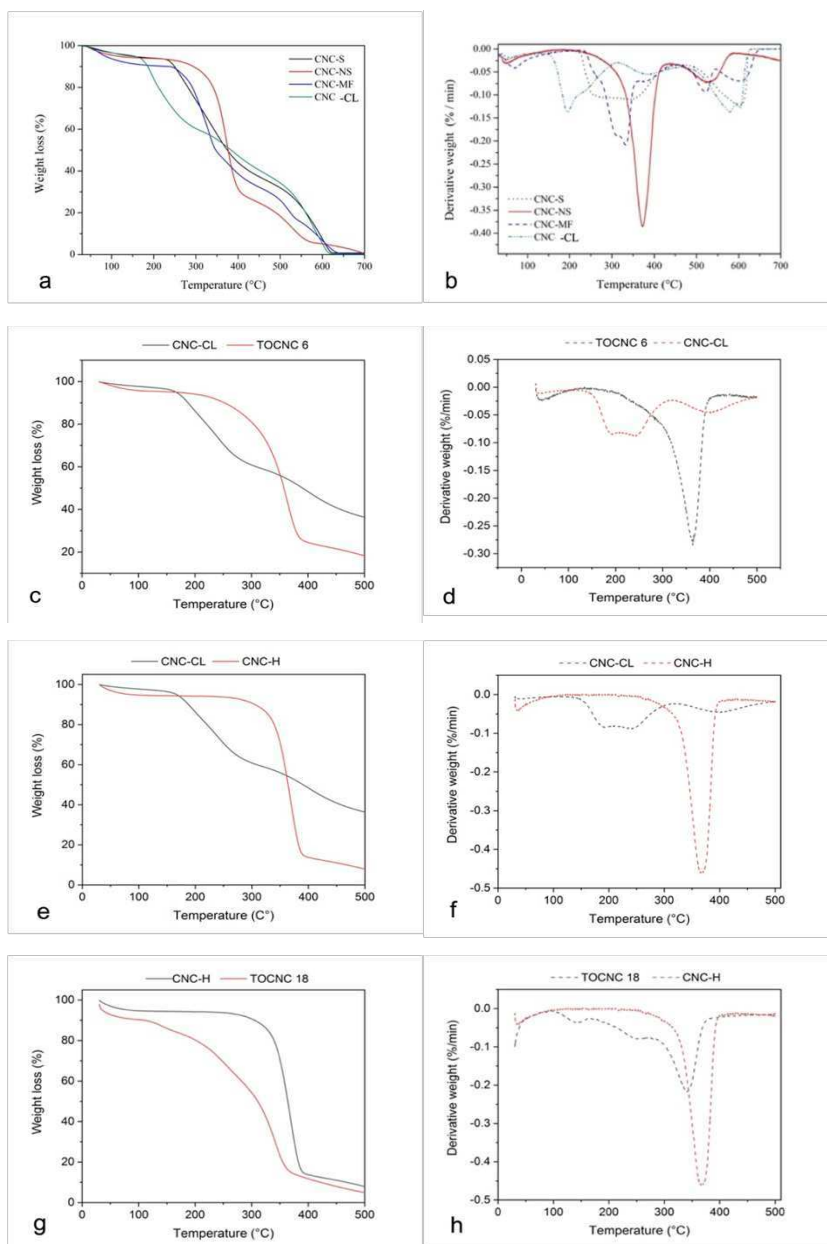 100
80
60
40
20
0
Weight loss (%)
CNC-S
CNC-NS
CNC-MF
CNC -CL
100 200 300 400 500 600 700
Temperature (°C)
a
0.00
-0.05
-0.10
-0.15
-0.20
-0.25
-0.30
-0.35
-0.40
Derivative weight (% / min)
CNC-S
CNC-NS
CNC-MF
CNC -CL
100 200 300 400 500 600 700
Temperature (°C)
b
CNC-CL TOCNC 6
100
80
60
40
20
Weight loss (%)
0 100 200 300 400 500
Temperature (°C)
c
TOCNC 6 CNC-CL
0.05
0.00
-0.05
-0.10
-0.15
-0.20
-0.25
-0.30
Derivative weight (%/min)
0 100 200 300 400 500
Temperature (°C)
d
CNC-CL CNC-H
100
80
60
40
20
0
Weight loss (%)
0 100 200 300 400 500
Temperature (C°)
e
CNC-CL CNC-H
0.0
-0.1
-0.2
-0.3
-0.4
-0.5
Derivative weight (%/min)
0 100 200 300 400 500
Temperature (°C)
f
CNC-H TOCNC 18
100
80
60
40
20
0
Weight loss (%)
0 100 200 300 400 500
Temperature (°C)
g
TOCNC 18 CNC-H
0.0
-0.1
-0.2
-0.3
-0.4
-0.5
Derivative weight (%/min)
0 100 200 300 400 500
Temperature (°C)
h